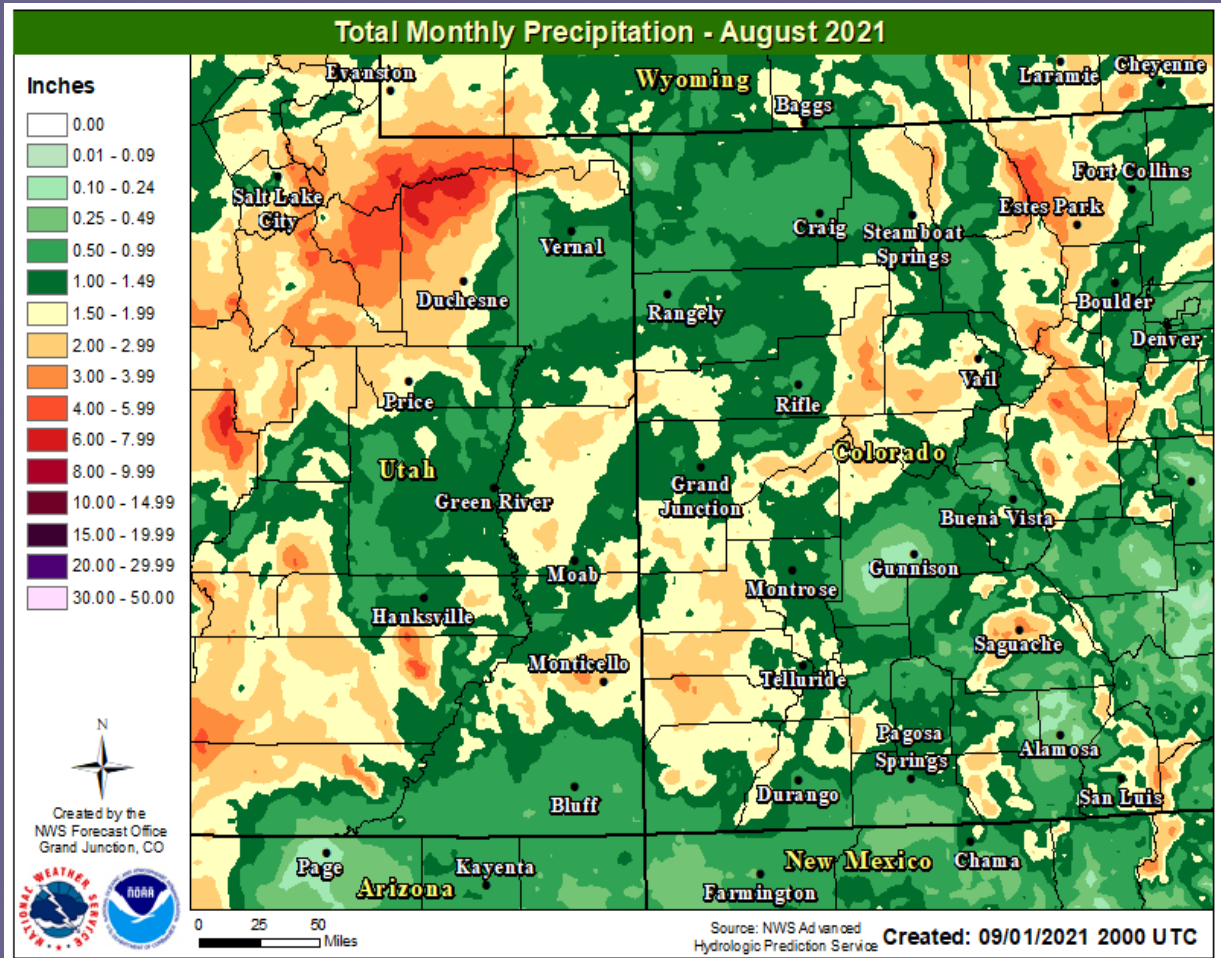 Total Monthly Precipitation - August 2021
Inches
0.00
0.01 - 0.09
0.10 - 0.24
0.25 - 0.49
0.50 - 0.99
1.00 - 1.49
1.50 - 1.99
2.00 - 2.99
3.00 - 3.99
4.00 - 5.99
6.00 - 7.99
8.00 - 9.99
10.00 - 14.99
15.00 - 19.99
20.00 - 29.99
30.00 - 50.00
Evanston
Wyoming
Baggs
Laramie
Cheyenne
Salt Lake
City
Vernal
Craig
Steamboat
Springs
Fort Collins
Estes Park
Duchesne
Rangely
Boulder
Denver
Price
Rifle
Vail
Utah
Colorado
Green River
Grand
Junction
Buena Vista
Moab
Montrose
Gunnison
Hanksville
Monticello
Telluride
Saguache
Pagosa
Springs
Alamosa
Bluff
Durango
San Luis
Page
Kayenta
Arizona
New Mexico
Chama
Farmington
N
Created by the
NWS Forecast Office
Grand Junction, CO
NATIONAL WEATHER SERVICE
NOAA
0 25 50
Miles
Source: NWS Advanced
Hydrologic Prediction Service
Created: 09/01/2021 2000 UTC